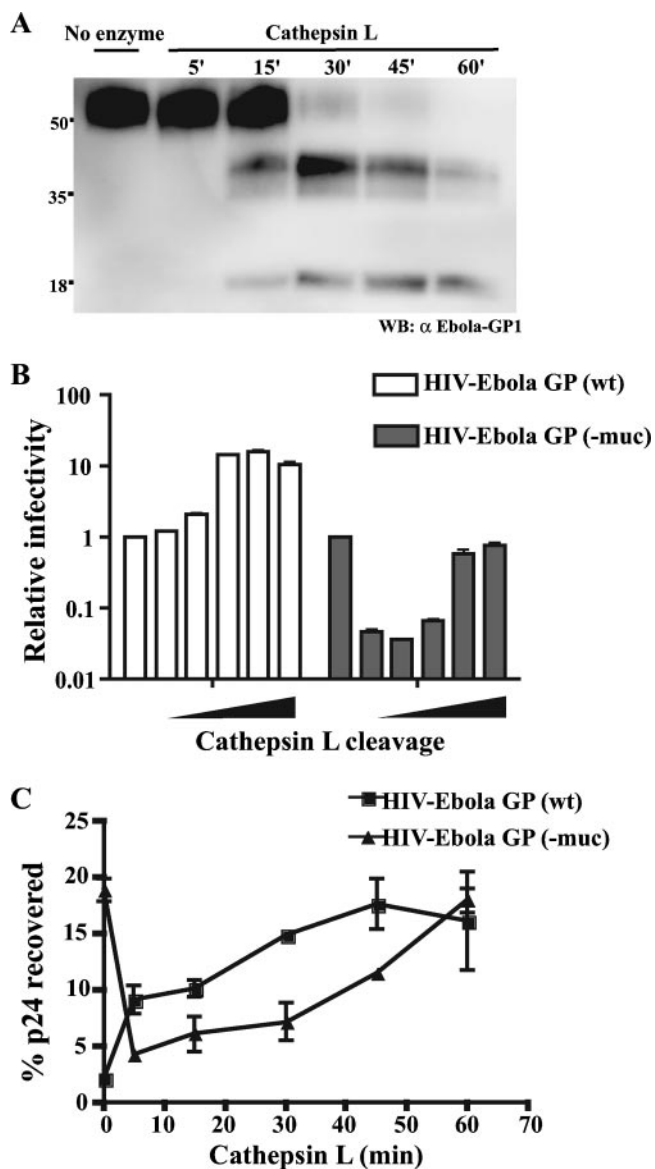 A
No enzyme Cathepsin L
5' 15' 30' 45' 60'
50
35
18
WB: α Ebola-GP1
B
HIV-Ebola GP (wt)
HIV-Ebola GP (-muc)
100
10
1
0.1
0.01
Relative infectivity
Cathepsin L cleavage
C
HIV-Ebola GP (wt)
HIV-Ebola GP (-muc)
25
20
15
10
5
0
% p24 recovered
0 10 20 30 40 50 60 70
Cathepsin L (min)